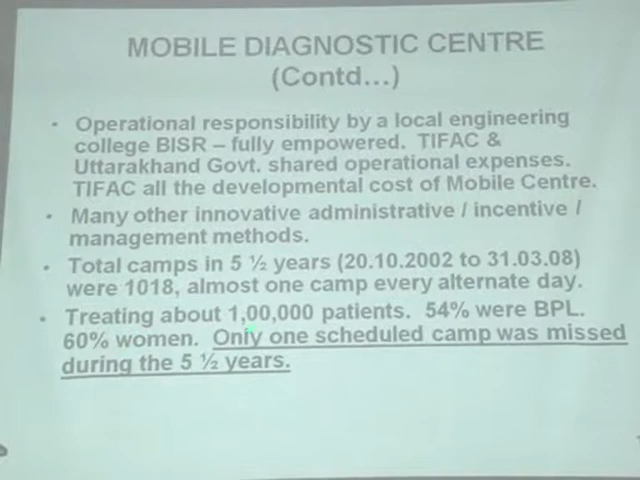 MOBILE DIAGNOSTIC CENTRE
(Contd...)
• Operational responsibility by a local engineering
college BISR – fully empowered. TIFAC &
Uttarakhand Govt. shared operational expenses.
TIFAC all the developmental cost of Mobile Centre.
• Many other innovative administrative / incentive /
management methods.
• Total camps in 5 ½ years (20.10.2002 to 31.03.08)
were 1018, almost one camp every alternate day.
• Treating about 1,00,000 patients. 54% were BPL.
60% women. Only one scheduled camp was missed
during the 5 ½ years.